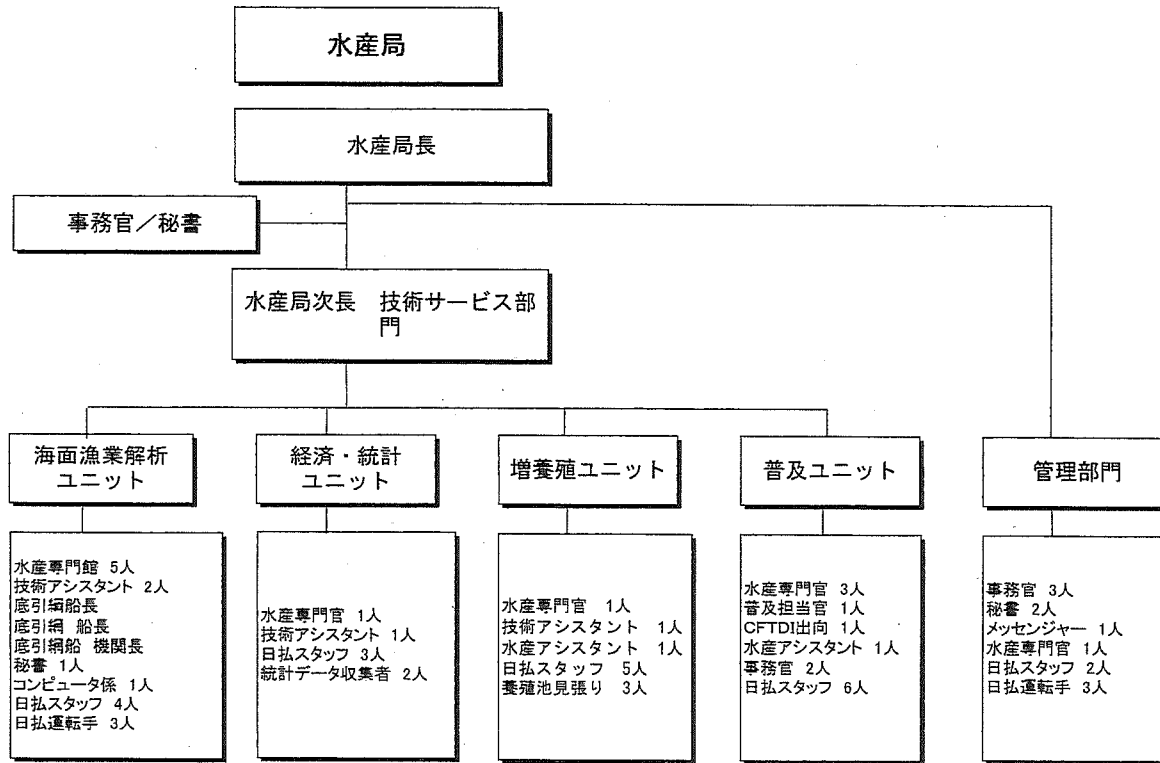 水産局
水産局長
事務官／秘書
水産局次長　技術サービス部
門
海面漁業解析
ユニット
経済・統計
ユニット
増養殖ユニット
普及ユニット
管理部門
水産専門館 5人
技術アシスタント 2人
底引網船長
底引網 船長
底引網船 機関長
秘書 1人
コンピュータ係 1人
日払スタッフ 4人
日払運転手 3人
水産専門官 1人
技術アシスタント 1人
日払スタッフ 3人
統計データ収集者 2人
水産専門官 1人
技術アシスタント 1人
水産アシスタント 1人
日払スタッフ 5人
養殖池見張り 3人
水産専門官 3人
普及担当官 1人
CFTDI出向 1人
水産アシスタント 1人
事務官 2人
日払スタッフ 6人
事務官 3人
秘書 2人
メッセンジャー 1人
水産専門官 1人
日払スタッフ 2人
日払運転手 3人